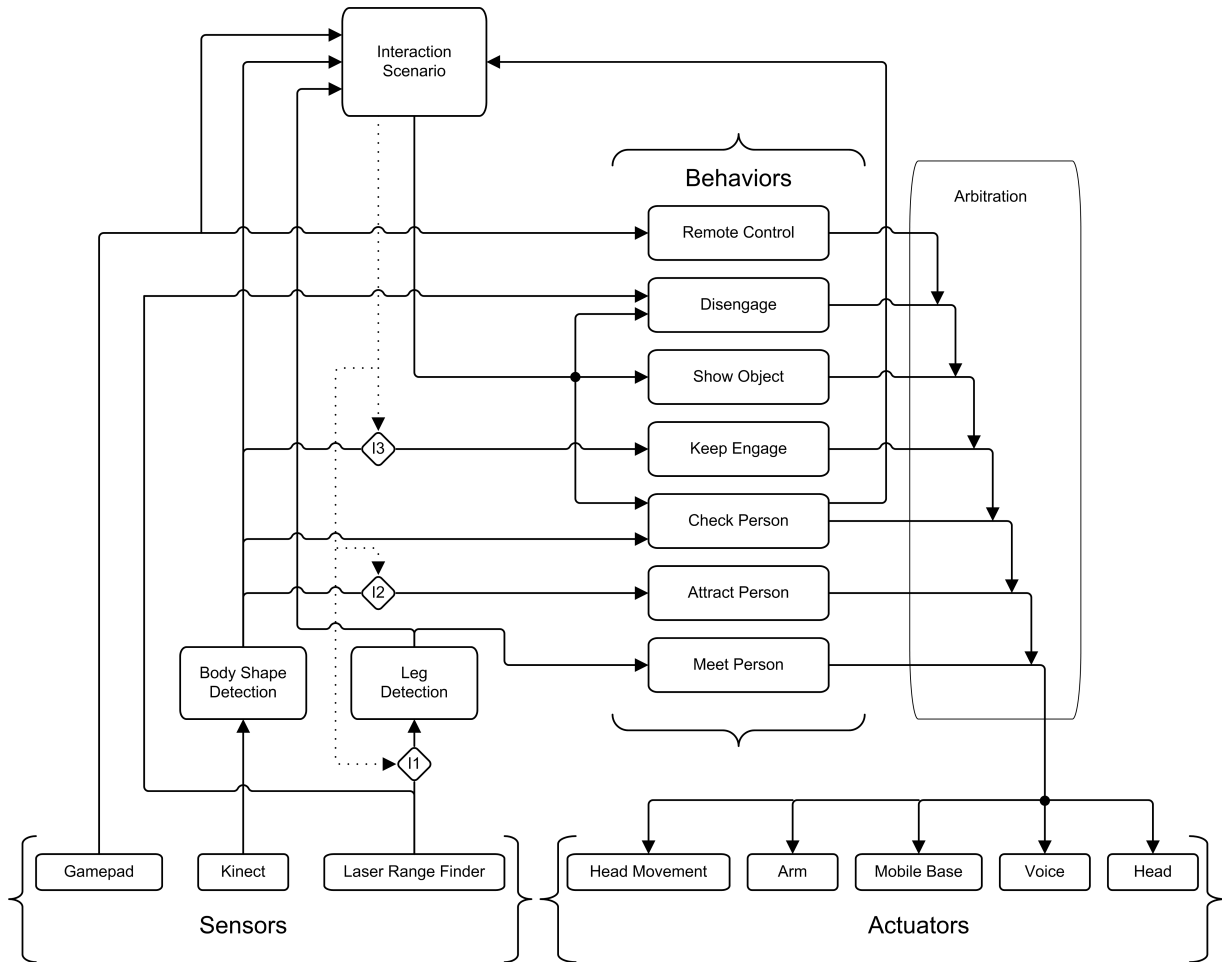 Interaction
Scenario
Behaviors
Arbitration
Remote Control
Disengage
Show Object
Keep Engage
I3
Check Person
Attract Person
I2
Meet Person
Body Shape
Detection
Leg
Detection
I1
Gamepad
Kinect
Laser Range Finder
Head Movement
Arm
Mobile Base
Voice
Head
Sensors
Actuators